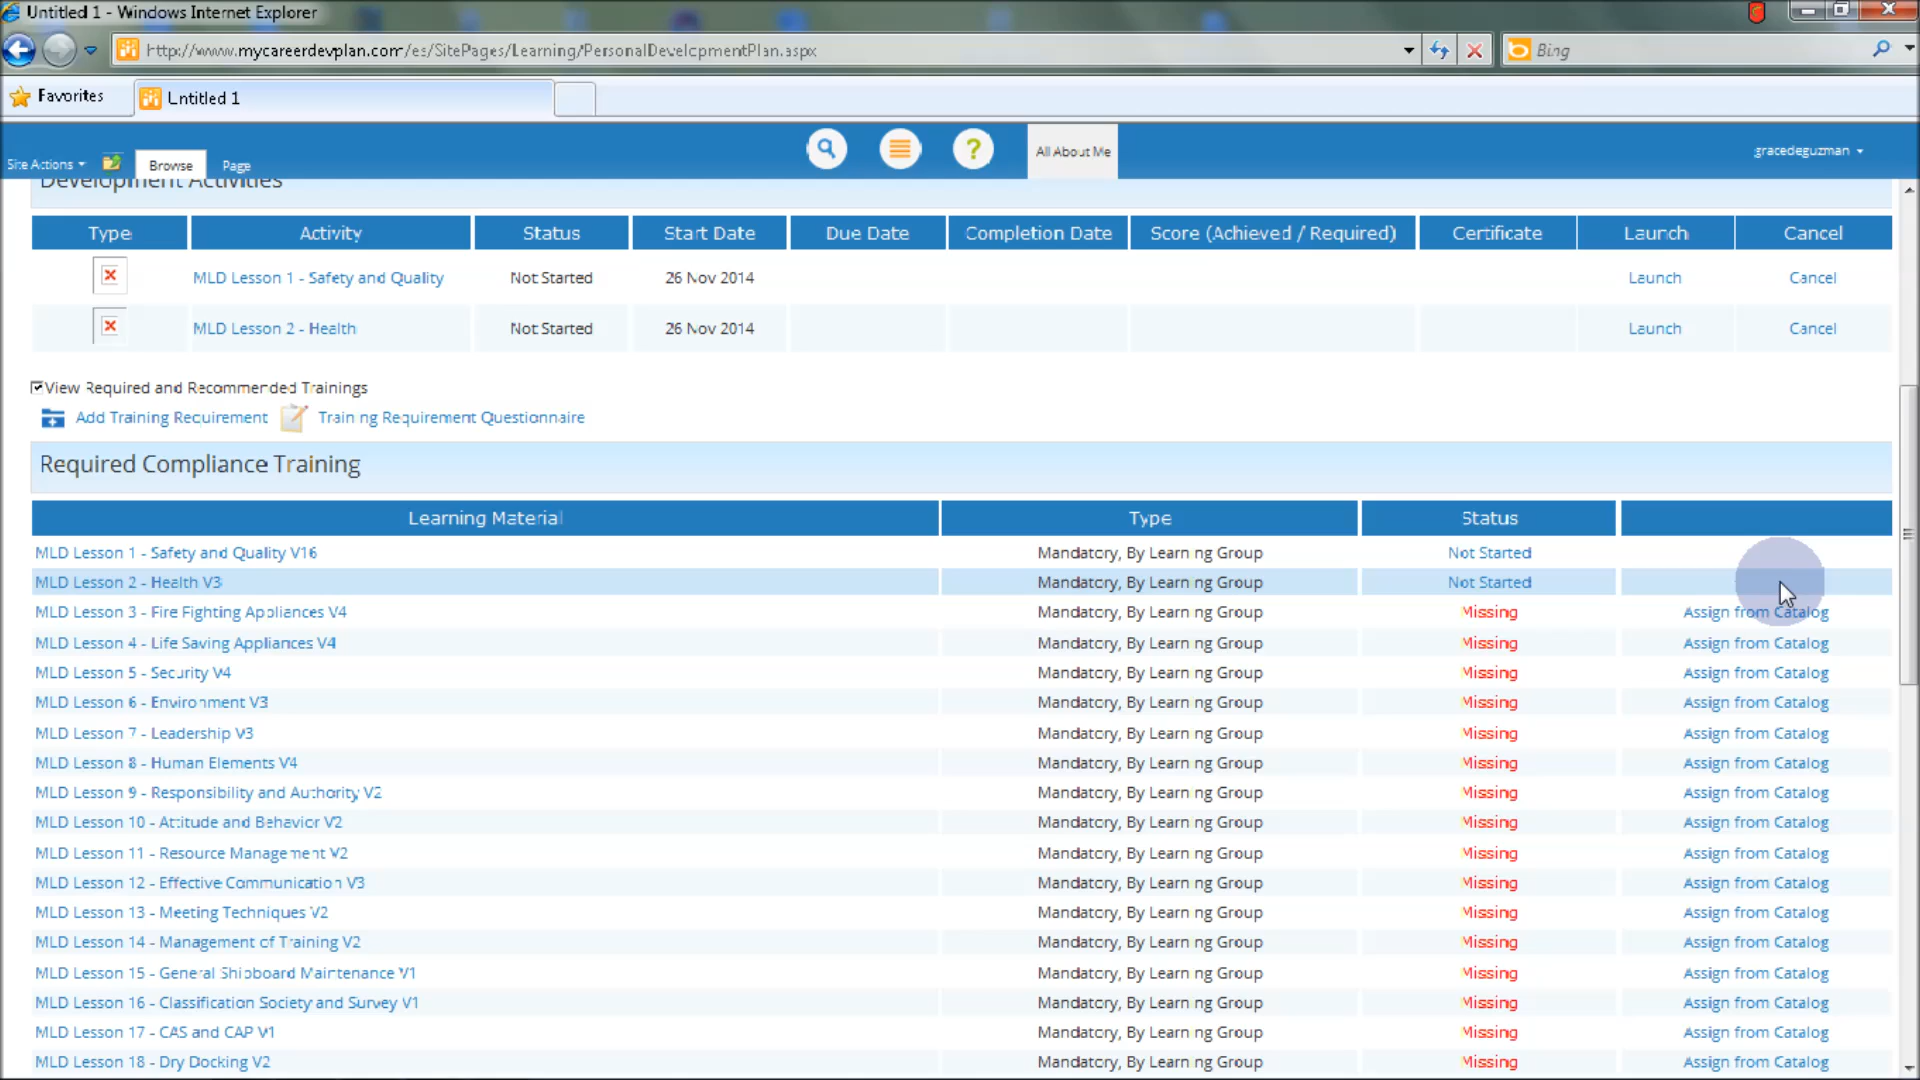 Untitled 1 - Windows Internet Explorer
http://www.mycareerdevplan.com/es/SitePages/Learning/PersonalDevelopmentPlan.aspx
Bing
Favorites
Untitled 1
Site Actions
Browse
Page
All About Me
gracedeguzman
Development Activities
Type Activity Status Start Date Due Date Completion Date Score (Achieved / Required) Certificate Launch Cancel
MLD Lesson 1 - Safety and Quality Not Started 26 Nov 2014 Launch Cancel
MLD Lesson 2 - Health Not Started 26 Nov 2014 Launch Cancel
View Required and Recommended Trainings
Add Training Requirement Training Requirement Questionnaire
Required Compliance Training
Learning Material Type Status
MLD Lesson 1 - Safety and Quality V16 Mandatory, By Learning Group Not Started
MLD Lesson 2 - Health V3 Mandatory, By Learning Group Not Started
MLD Lesson 3 - Fire Fighting Appliances V4 Mandatory, By Learning Group Missing Assign from Catalog
MLD Lesson 4 - Life Saving Appliances V4 Mandatory, By Learning Group Missing Assign from Catalog
MLD Lesson 5 - Security V4 Mandatory, By Learning Group Missing Assign from Catalog
MLD Lesson 6 - Environment V3 Mandatory, By Learning Group Missing Assign from Catalog
MLD Lesson 7 - Leadership V3 Mandatory, By Learning Group Missing Assign from Catalog
MLD Lesson 8 - Human Elements V4 Mandatory, By Learning Group Missing Assign from Catalog
MLD Lesson 9 - Responsibility and Authority V2 Mandatory, By Learning Group Missing Assign from Catalog
MLD Lesson 10 - Attitude and Behavior V2 Mandatory, By Learning Group Missing Assign from Catalog
MLD Lesson 11 - Resource Management V2 Mandatory, By Learning Group Missing Assign from Catalog
MLD Lesson 12 - Effective Communication V3 Mandatory, By Learning Group Missing Assign from Catalog
MLD Lesson 13 - Meeting Techniques V2 Mandatory, By Learning Group Missing Assign from Catalog
MLD Lesson 14 - Management of Training V2 Mandatory, By Learning Group Missing Assign from Catalog
MLD Lesson 15 - General Shipboard Maintenance V1 Mandatory, By Learning Group Missing Assign from Catalog
MLD Lesson 16 - Classification Society and Survey V1 Mandatory, By Learning Group Missing Assign from Catalog
MLD Lesson 17 - CAS and CAP V1 Mandatory, By Learning Group Missing Assign from Catalog
MLD Lesson 18 - Dry Docking V2 Mandatory, By Learning Group Missing Assign from Catalog